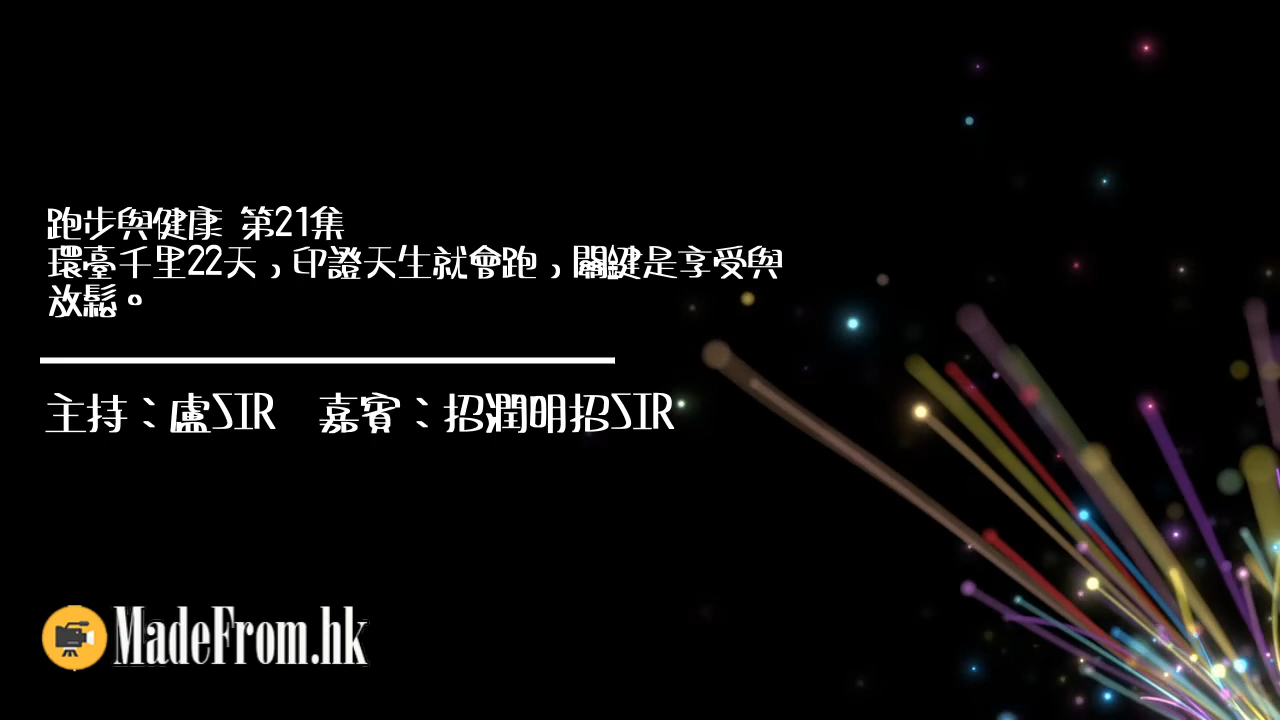 跑步與健康 第21集
環臺千里22天，印證天生就會跑，關鍵是享受與
放鬆。
主持：盧SIR　嘉賓：招潤明招SIR
MadeFrom.hk